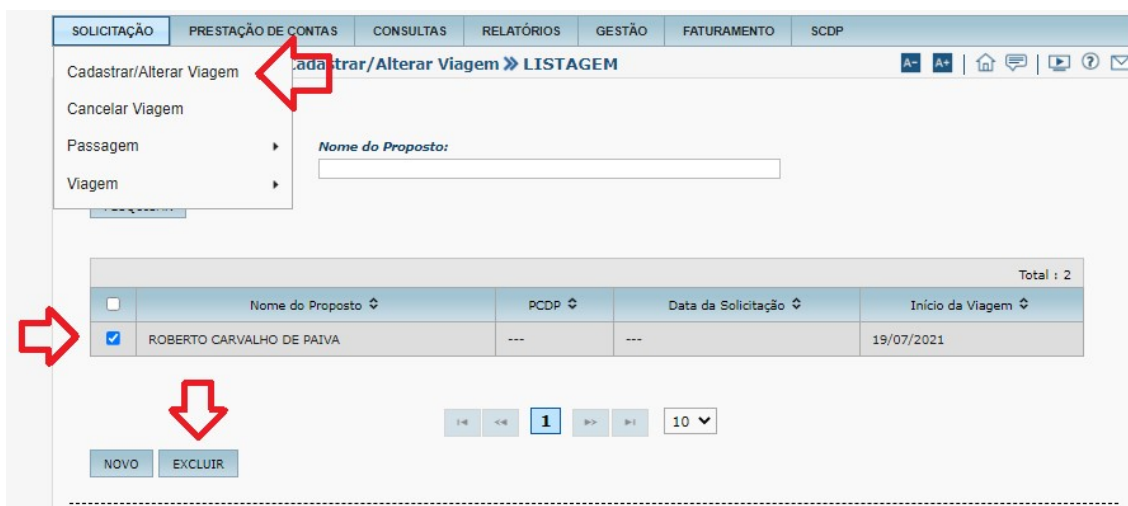 SOLICITAÇÃO PRESTAÇÃO DE CONTAS CONSULTAS RELATÓRIOS GESTÃO FATURAMENTO SCDP
Cadastrar/Alterar Viagem
Cadastrar/Alterar Viagem » LISTAGEM
A- A+
Cancelar Viagem
Passagem
Nome do Proposto:
Viagem
Total : 2
Nome do Proposto PCDP Data da Solicitação Início da Viagem
ROBERTO CARVALHO DE PAIVA --- --- 19/07/2021
1 10
NOVO EXCLUIR